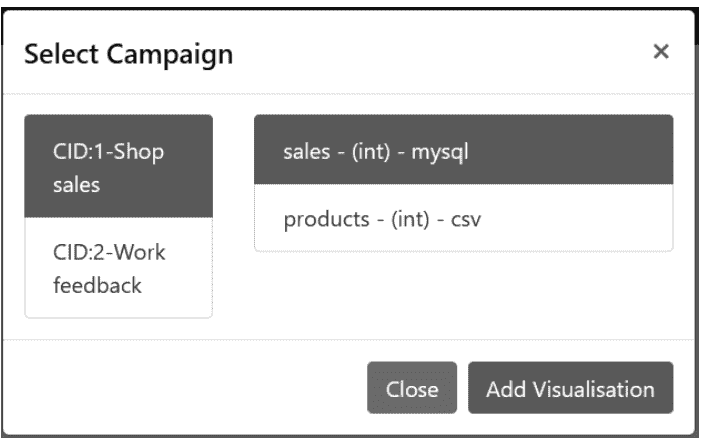 Select Campaign
×
CID:1-Shop
sales
CID:2-Work
feedback
sales - (int) - mysql
products - (int) - csv
Close
Add Visualisation